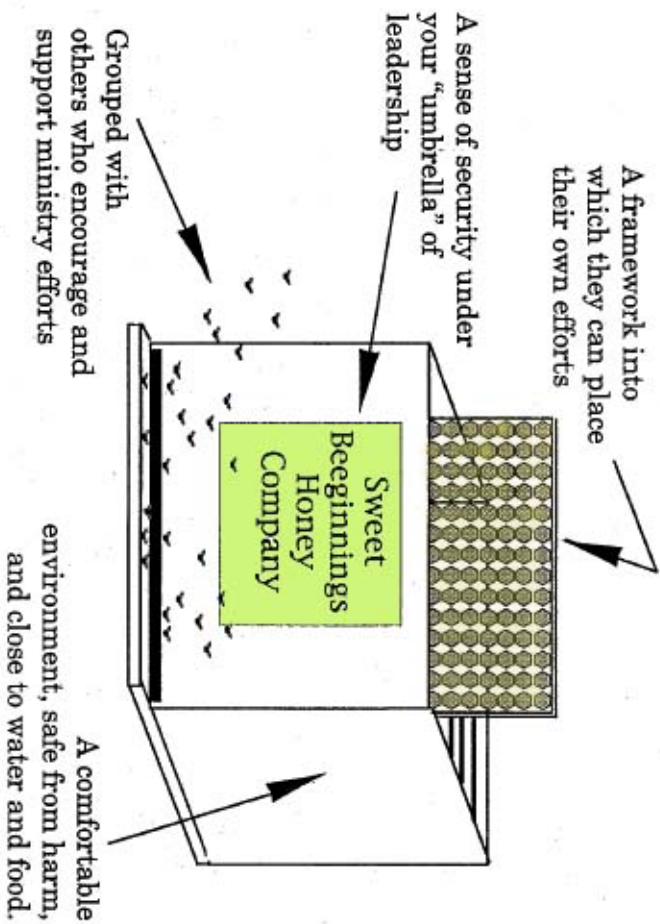 A framework into
which they can place
their own efforts
A sense of security under
your "umbrella" of
leadership
Grouped with
others who encourage and
support ministry efforts
Sweet
Beeginnings
Honey
Company
A comfortable
environment, safe from harm,
and close to water and food.